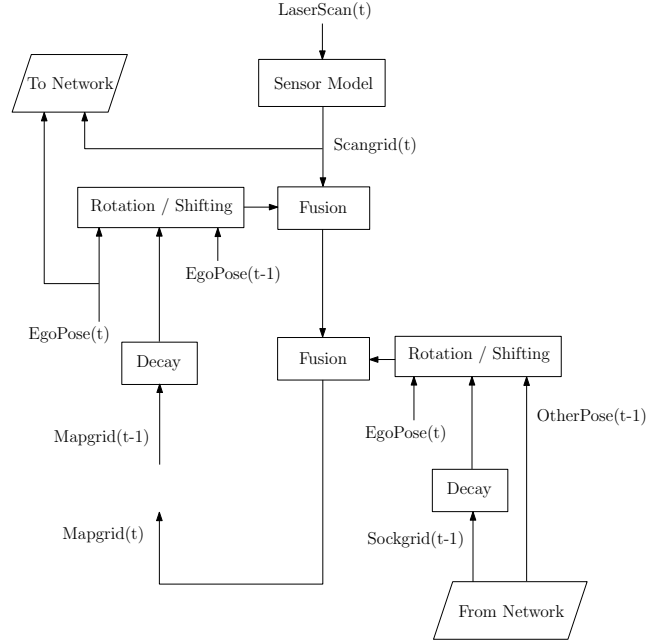 LaserScan(t)
To Network
Sensor Model
Scangrid(t)
Rotation / Shifting
Fusion
EgoPose(t-1)
EgoPose(t)
Decay
Fusion
Rotation / Shifting
Mapgrid(t-1)
EgoPose(t)
OtherPose(t-1)
Decay
Mapgrid(t)
Sockgrid(t-1)
From Network